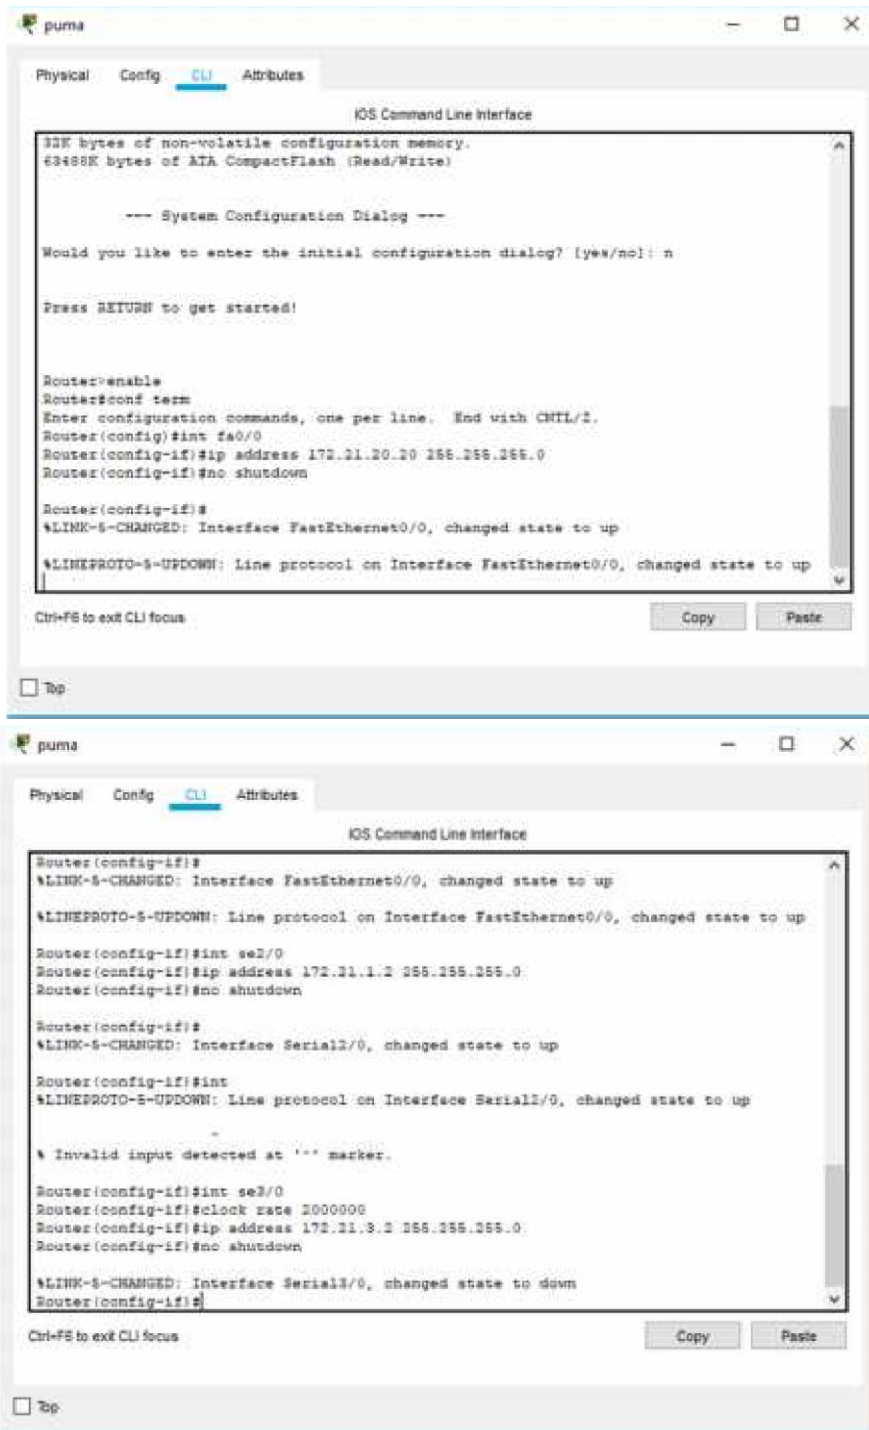 puma
Physical Config CLI Attributes
IOS Command Line Interface
32K bytes of non-volatile configuration memory.
63488K bytes of ATA CompactFlash (Read/Write)
--- System Configuration Dialog ---
Would you like to enter the initial configuration dialog? [yes/no]: n
Press RETURN to get started!
Router>enable
Router#conf term
Enter configuration commands, one per line. End with CNTL/Z.
Router(config)#int fa0/0
Router(config-if)#ip address 172.21.20.20 255.255.255.0
Router(config-if)#no shutdown
Router(config-if)#
%LINK-5-CHANGED: Interface FastEthernet0/0, changed state to up
%LINEPROTO-5-UPDOWN: Line protocol on Interface FastEthernet0/0, changed state to up
Ctrl+F6 to exit CLI focus
Copy Paste
Top
puma
Physical Config CLI Attributes
IOS Command Line Interface
Router(config-if)#
%LINK-5-CHANGED: Interface FastEthernet0/0, changed state to up
%LINEPROTO-5-UPDOWN: Line protocol on Interface FastEthernet0/0, changed state to up
Router(config-if)#int se2/0
Router(config-if)#ip address 172.21.1.2 255.255.255.0
Router(config-if)#no shutdown
Router(config-if)#
%LINK-5-CHANGED: Interface Serial2/0, changed state to up
Router(config-if)#int
%LINEPROTO-5-UPDOWN: Line protocol on Interface Serial2/0, changed state to up
^
% Invalid input detected at '^' marker.
Router(config-if)#int se3/0
Router(config-if)#clock rate 2000000
Router(config-if)#ip address 172.21.3.2 255.255.255.0
Router(config-if)#no shutdown
%LINK-5-CHANGED: Interface Serial3/0, changed state to down
Router(config-if)#
Ctrl+F6 to exit CLI focus
Copy Paste
Top